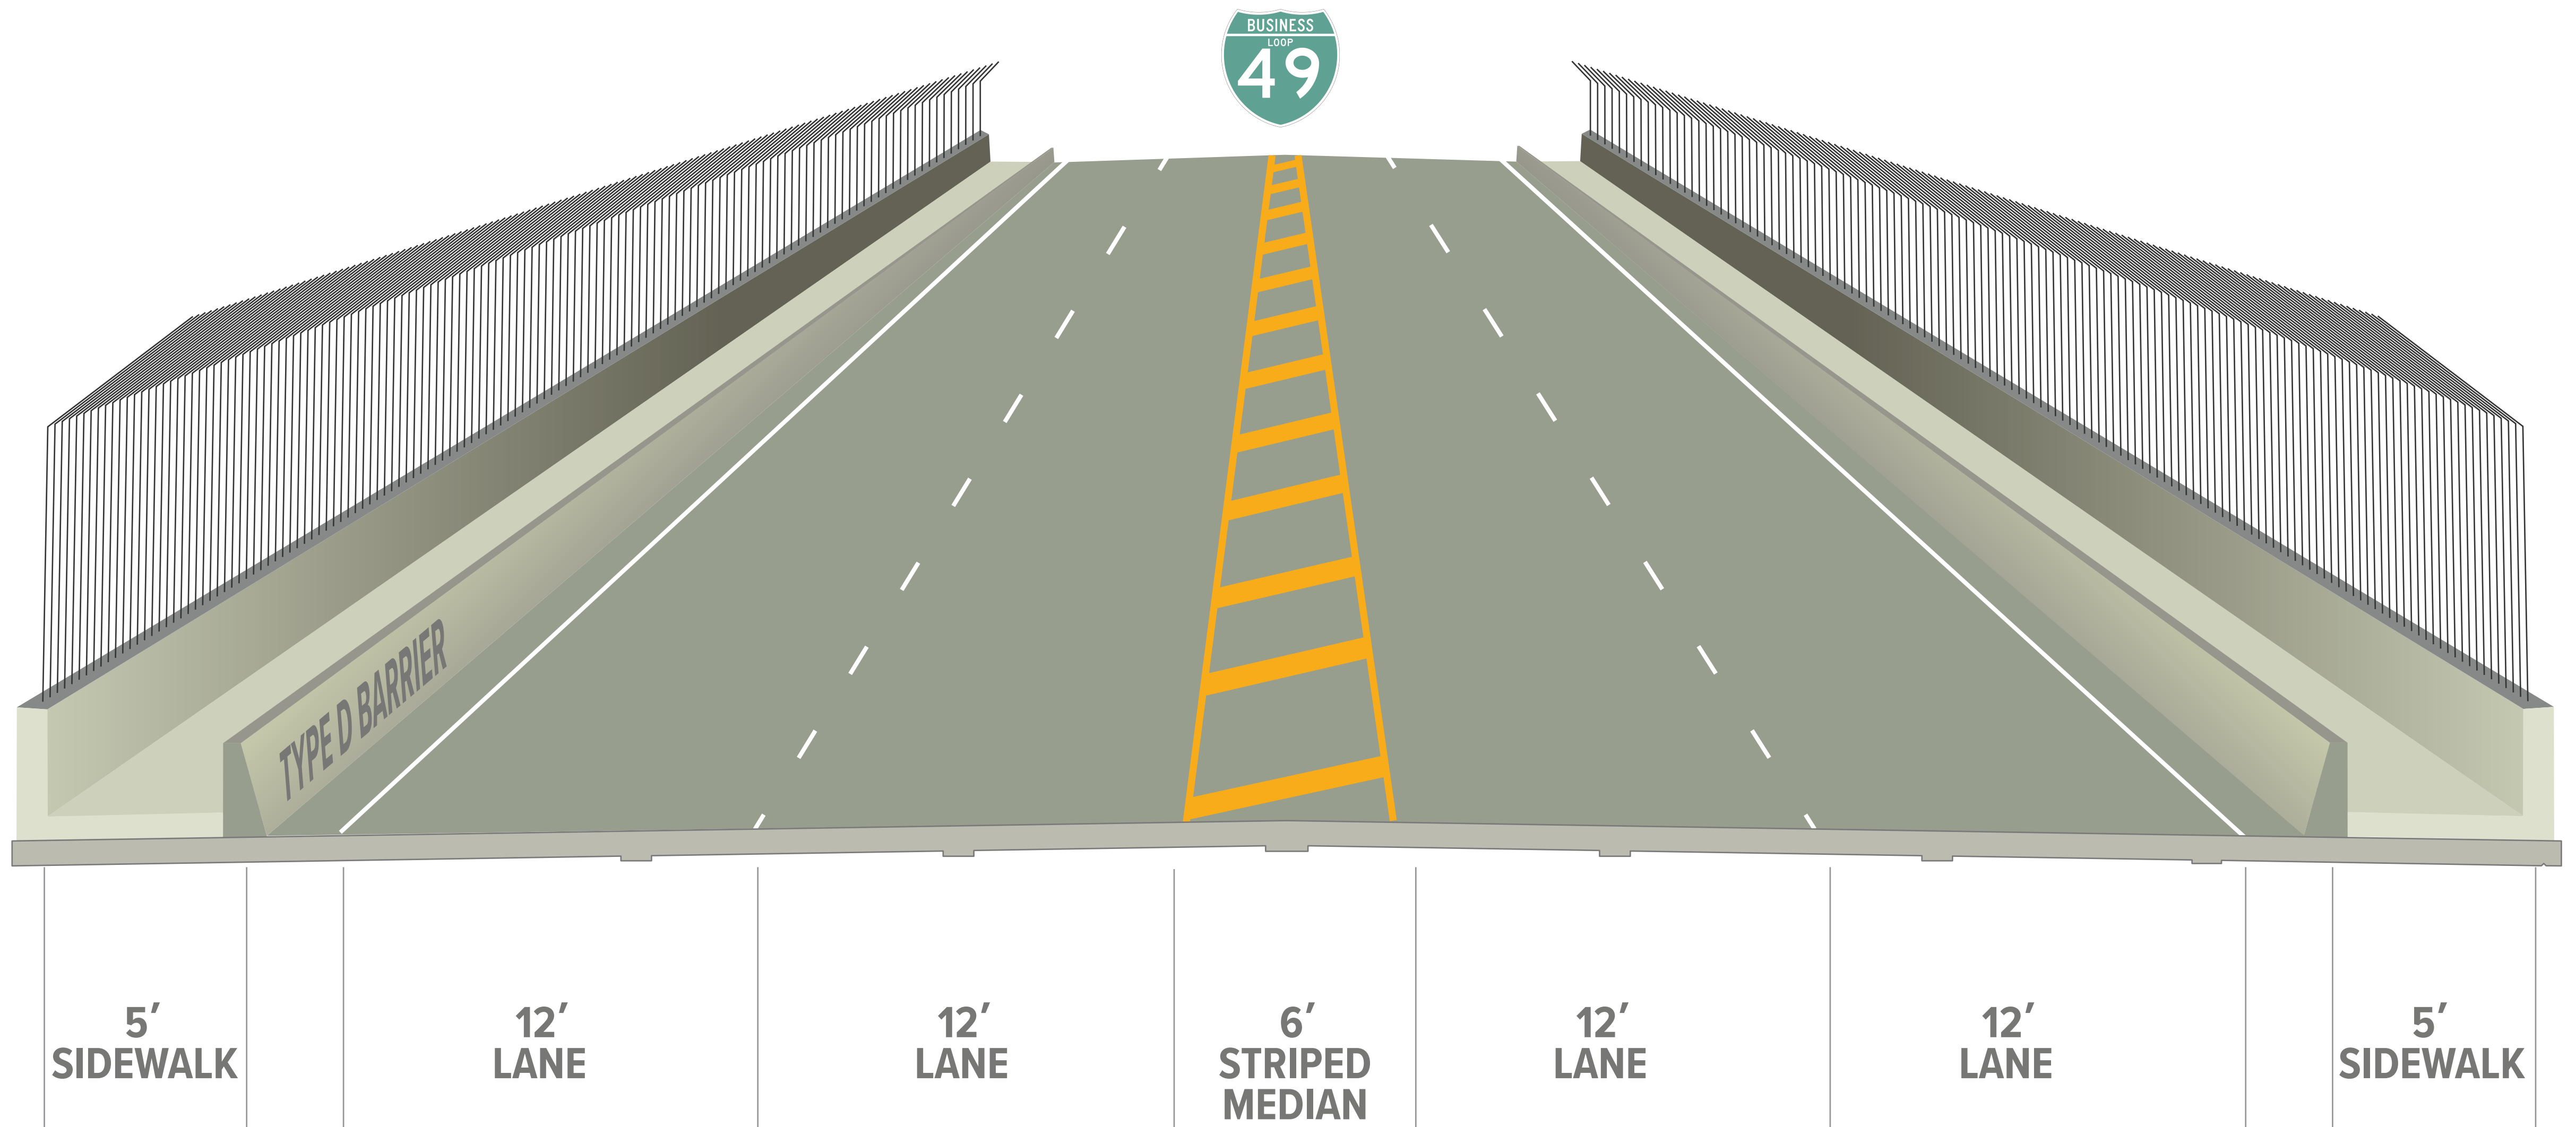 BUSINESS
LOOP
49
TYPE D BARRIER
5’
SIDEWALK
12’
LANE
12’
LANE
6’
STRIPED
MEDIAN
12’
LANE
12’
LANE
5’
SIDEWALK